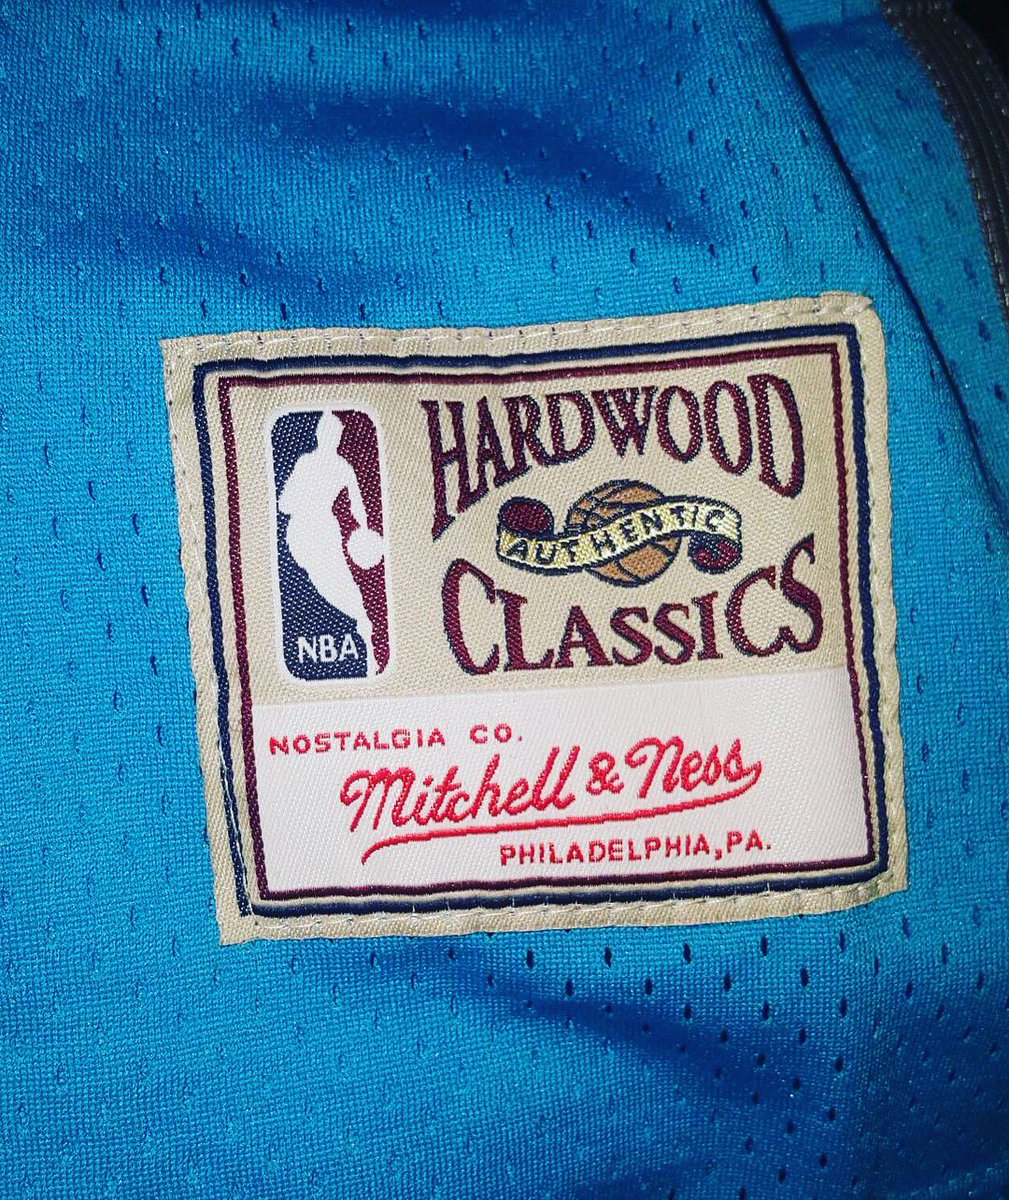 HARDWOOD
AUTHENTIC
CLASSICS
NBA
NOSTALGIA CO.
Mitchell & Ness
PHILADELPHIA, PA.